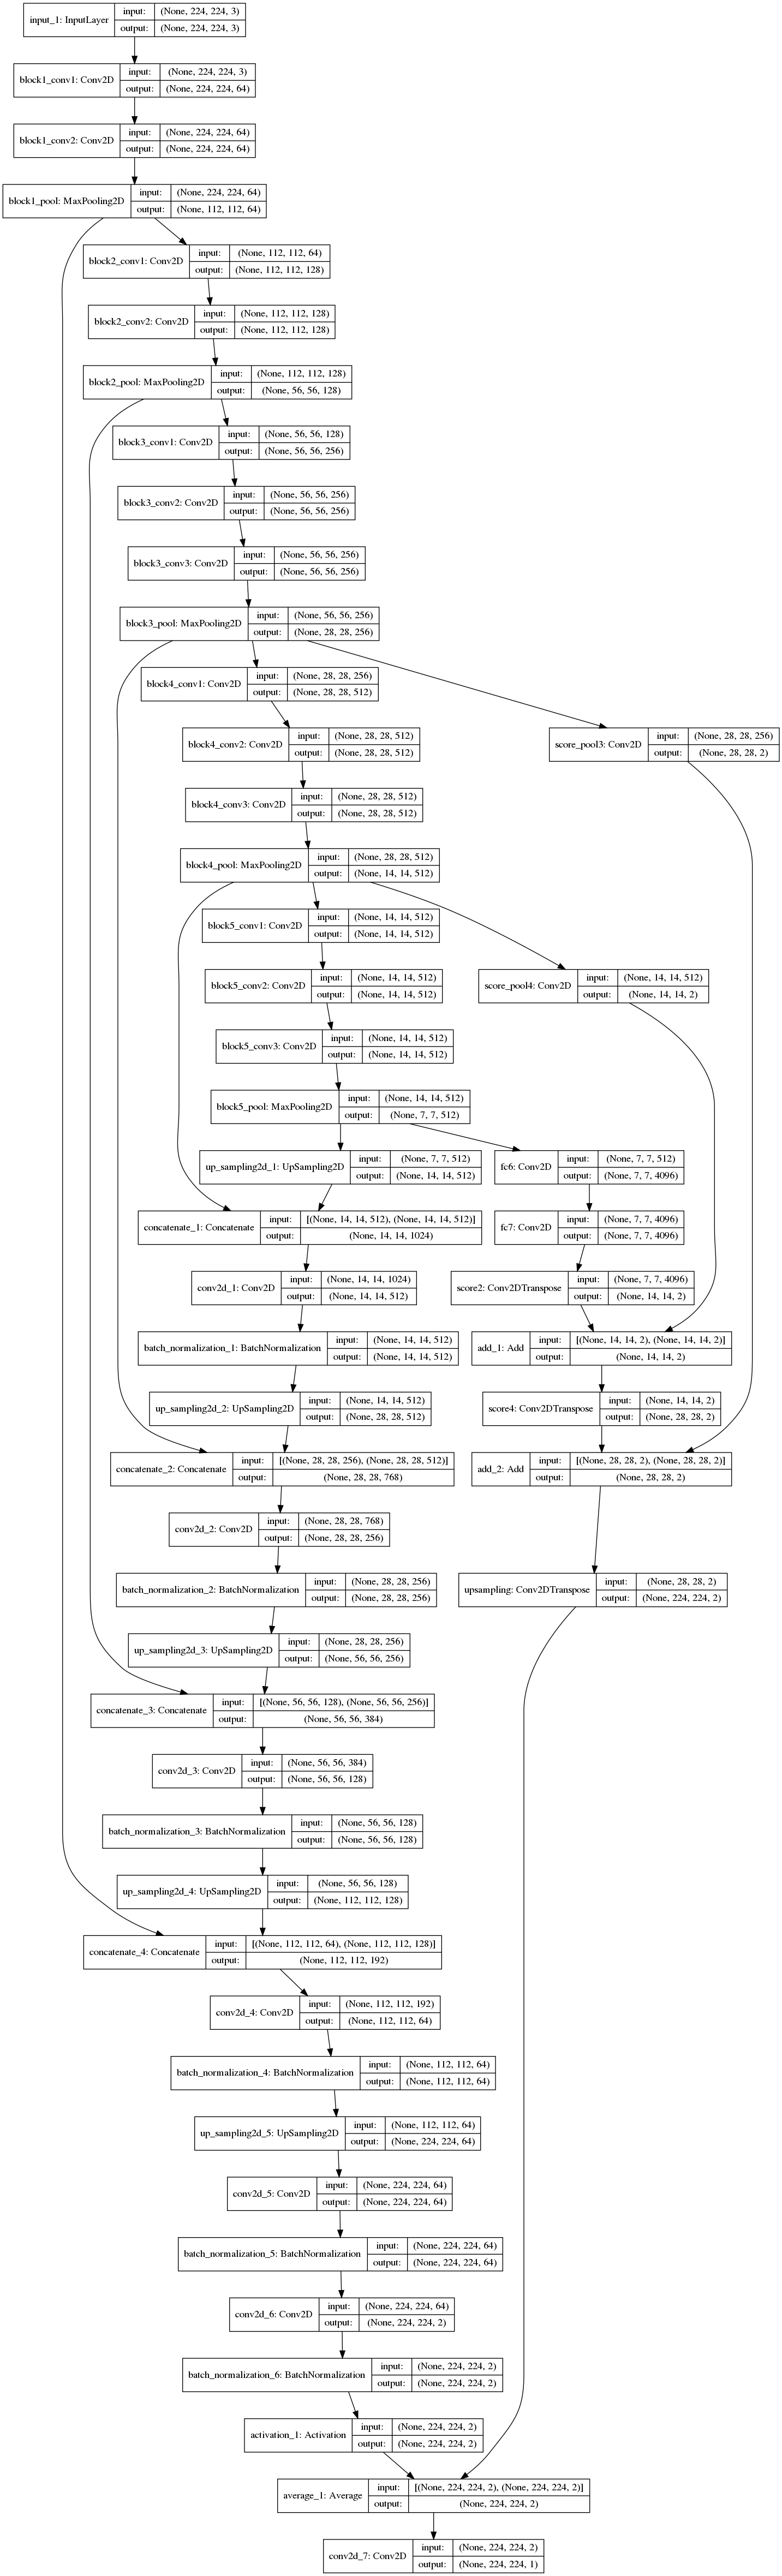 input_1: InputLayer
input: (None, 224, 224, 3)
output: (None, 224, 224, 3)
block1_conv1: Conv2D
input: (None, 224, 224, 3)
output: (None, 224, 224, 64)
block1_conv2: Conv2D
input: (None, 224, 224, 64)
output: (None, 224, 224, 64)
block1_pool: MaxPooling2D
input: (None, 224, 224, 64)
output: (None, 112, 112, 64)
block2_conv1: Conv2D
input: (None, 112, 112, 64)
output: (None, 112, 112, 128)
block2_conv2: Conv2D
input: (None, 112, 112, 128)
output: (None, 112, 112, 128)
block2_pool: MaxPooling2D
input: (None, 112, 112, 128)
output: (None, 56, 56, 128)
block3_conv1: Conv2D
input: (None, 56, 56, 128)
output: (None, 56, 56, 256)
block3_conv2: Conv2D
input: (None, 56, 56, 256)
output: (None, 56, 56, 256)
block3_conv3: Conv2D
input: (None, 56, 56, 256)
output: (None, 56, 56, 256)
block3_pool: MaxPooling2D
input: (None, 56, 56, 256)
output: (None, 28, 28, 256)
block4_conv1: Conv2D
input: (None, 28, 28, 256)
output: (None, 28, 28, 512)
block4_conv2: Conv2D
input: (None, 28, 28, 512)
output: (None, 28, 28, 512)
score_pool3: Conv2D
input: (None, 28, 28, 256)
output: (None, 28, 28, 2)
block4_conv3: Conv2D
input: (None, 28, 28, 512)
output: (None, 28, 28, 512)
block4_pool: MaxPooling2D
input: (None, 28, 28, 512)
output: (None, 14, 14, 512)
block5_conv1: Conv2D
input: (None, 14, 14, 512)
output: (None, 14, 14, 512)
block5_conv2: Conv2D
input: (None, 14, 14, 512)
output: (None, 14, 14, 512)
score_pool4: Conv2D
input: (None, 14, 14, 512)
output: (None, 14, 14, 2)
block5_conv3: Conv2D
input: (None, 14, 14, 512)
output: (None, 14, 14, 512)
block5_pool: MaxPooling2D
input: (None, 14, 14, 512)
output: (None, 7, 7, 512)
up_sampling2d_1: UpSampling2D
input: (None, 7, 7, 512)
output: (None, 14, 14, 512)
fc6: Conv2D
input: (None, 7, 7, 512)
output: (None, 7, 7, 4096)
concatenate_1: Concatenate
input: [(None, 14, 14, 512), (None, 14, 14, 512)]
output: (None, 14, 14, 1024)
fc7: Conv2D
input: (None, 7, 7, 4096)
output: (None, 7, 7, 4096)
conv2d_1: Conv2D
input: (None, 14, 14, 1024)
output: (None, 14, 14, 512)
score2: Conv2DTranspose
input: (None, 7, 7, 4096)
output: (None, 14, 14, 2)
batch_normalization_1: BatchNormalization
input: (None, 14, 14, 512)
output: (None, 14, 14, 512)
add_1: Add
input: [(None, 14, 14, 2), (None, 14, 14, 2)]
output: (None, 14, 14, 2)
up_sampling2d_2: UpSampling2D
input: (None, 14, 14, 512)
output: (None, 28, 28, 512)
score4: Conv2DTranspose
input: (None, 14, 14, 2)
output: (None, 28, 28, 2)
concatenate_2: Concatenate
input: [(None, 28, 28, 256), (None, 28, 28, 512)]
output: (None, 28, 28, 768)
add_2: Add
input: [(None, 28, 28, 2), (None, 28, 28, 2)]
output: (None, 28, 28, 2)
conv2d_2: Conv2D
input: (None, 28, 28, 768)
output: (None, 28, 28, 256)
batch_normalization_2: BatchNormalization
input: (None, 28, 28, 256)
output: (None, 28, 28, 256)
upsampling: Conv2DTranspose
input: (None, 28, 28, 2)
output: (None, 224, 224, 2)
up_sampling2d_3: UpSampling2D
input: (None, 28, 28, 256)
output: (None, 56, 56, 256)
concatenate_3: Concatenate
input: [(None, 56, 56, 128), (None, 56, 56, 256)]
output: (None, 56, 56, 384)
conv2d_3: Conv2D
input: (None, 56, 56, 384)
output: (None, 56, 56, 128)
batch_normalization_3: BatchNormalization
input: (None, 56, 56, 128)
output: (None, 56, 56, 128)
up_sampling2d_4: UpSampling2D
input: (None, 56, 56, 128)
output: (None, 112, 112, 128)
concatenate_4: Concatenate
input: [(None, 112, 112, 64), (None, 112, 112, 128)]
output: (None, 112, 112, 192)
conv2d_4: Conv2D
input: (None, 112, 112, 192)
output: (None, 112, 112, 64)
batch_normalization_4: BatchNormalization
input: (None, 112, 112, 64)
output: (None, 112, 112, 64)
up_sampling2d_5: UpSampling2D
input: (None, 112, 112, 64)
output: (None, 224, 224, 64)
conv2d_5: Conv2D
input: (None, 224, 224, 64)
output: (None, 224, 224, 64)
batch_normalization_5: BatchNormalization
input: (None, 224, 224, 64)
output: (None, 224, 224, 64)
conv2d_6: Conv2D
input: (None, 224, 224, 64)
output: (None, 224, 224, 2)
batch_normalization_6: BatchNormalization
input: (None, 224, 224, 2)
output: (None, 224, 224, 2)
activation_1: Activation
input: (None, 224, 224, 2)
output: (None, 224, 224, 2)
average_1: Average
input: [(None, 224, 224, 2), (None, 224, 224, 2)]
output: (None, 224, 224, 2)
conv2d_7: Conv2D
input: (None, 224, 224, 2)
output: (None, 224, 224, 1)